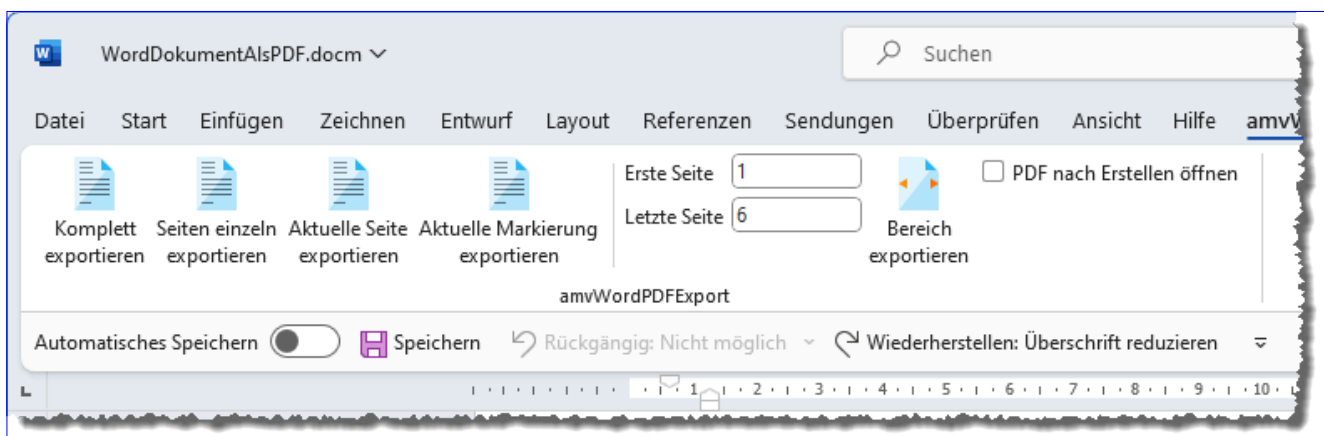 WordDokumentAlsPDF.docm
Suchen
Datei Start Einfügen Zeichnen Entwurf Layout Referenzen Sendungen Überprüfen Ansicht Hilfe
Komplett exportieren
Seiten einzeln exportieren
Aktuelle Seite exportieren
Aktuelle Markierung exportieren
Erste Seite 1
Letzte Seite 6
Bereich exportieren
PDF nach Erstellen öffnen
amvWordPDFExport
Automatisches Speichern Speichern Rückgängig: Nicht möglich Wiederherstellen: Überschrift reduzieren
1 2 3 4 5 6 7 8 9 10